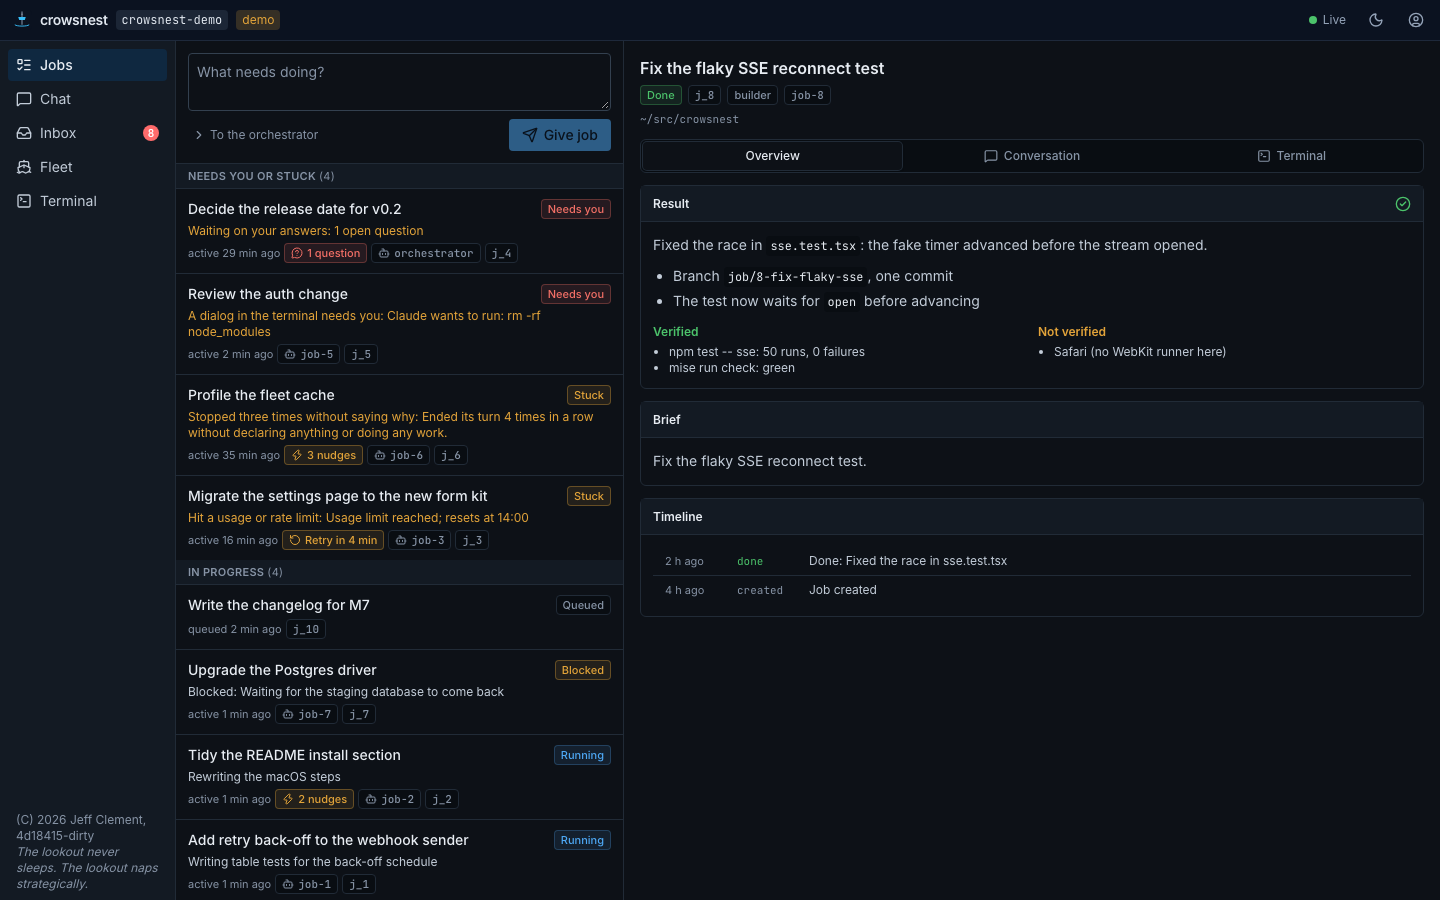 crowsnest crowsnest-demo demo
Live
Jobs
Chat
Inbox 8
Fleet
Terminal
(C) 2026 Jeff Clement,
4d18415-dirty
The lookout never
sleeps. The lookout naps
strategically.
What needs doing?
To the orchestrator
Give job
NEEDS YOU OR STUCK (4)
Decide the release date for v0.2 Needs you
Waiting on your answers: 1 open question
active 29 min ago 1 question orchestrator j_4
Review the auth change Needs you
A dialog in the terminal needs you: Claude wants to run: rm -rf
node_modules
active 2 min ago job-5 j_5
Profile the fleet cache Stuck
Stopped three times without saying why: Ended its turn 4 times in a row
without declaring anything or doing any work.
active 35 min ago 3 nudges job-6 j_6
Migrate the settings page to the new form kit Stuck
Hit a usage or rate limit: Usage limit reached; resets at 14:00
active 16 min ago Retry in 4 min job-3 j_3
IN PROGRESS (4)
Write the changelog for M7 Queued
queued 2 min ago j_10
Upgrade the Postgres driver Blocked
Blocked: Waiting for the staging database to come back
active 1 min ago job-7 j_7
Tidy the README install section Running
Rewriting the macOS steps
active 1 min ago 2 nudges job-2 j_2
Add retry back-off to the webhook sender Running
Writing table tests for the back-off schedule
active 1 min ago job-1 j_1
Fix the flaky SSE reconnect test
Done j_8 builder job-8
~/src/crowsnest
Overview Conversation Terminal
Result
Fixed the race in sse.test.tsx: the fake timer advanced before the stream opened.
• Branch job/8-fix-flaky-sse, one commit
• The test now waits for open before advancing
Verified
• npm test -- sse: 50 runs, 0 failures
• mise run check: green
Not verified
• Safari (no WebKit runner here)
Brief
Fix the flaky SSE reconnect test.
Timeline
2 h ago done Done: Fixed the race in sse.test.tsx
4 h ago created Job created